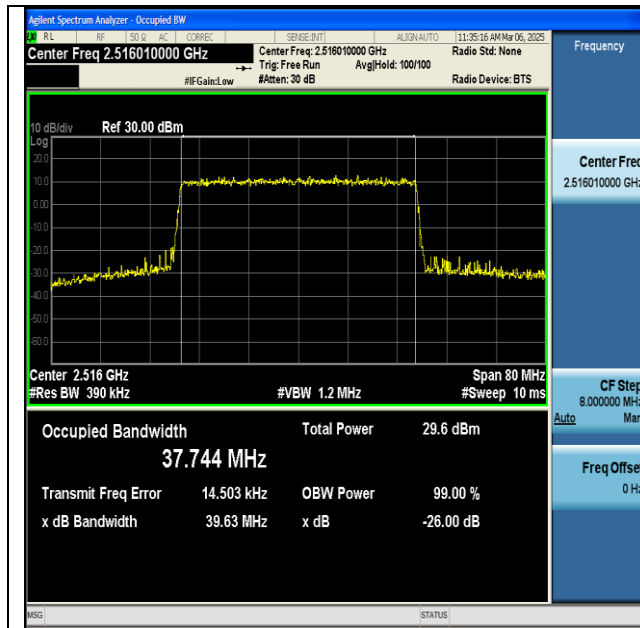 Agilent Spectrum Analyzer - Occupied BW
LXI RL RF 50 Ω AC CORREC SENSE:INT ALIGN AUTO 11:35:16 AM Mar 06, 2025
Center Freq 2.516010000 GHz Center Freq: 2.516010000 GHz Radio Std: None
Trig: Free Run Avg|Hold: 100/100
#IFGain:Low #Atten: 30 dB Radio Device: BTS
Frequency
10 dB/div Ref 30.00 dBm
Log
20.0
10.0
0.00
-10.0
-20.0
-30.0
-40.0
-50.0
-60.0
Center 2.516 GHz Span 80 MHz
#Res BW 390 kHz #VBW 1.2 MHz #Sweep 10 ms
Center Freq
2.516010000 GHz
CF Step
8.000000 MHz
Auto Man
Freq Offset
0 Hz
Occupied Bandwidth Total Power 29.6 dBm
37.744 MHz
Transmit Freq Error 14.503 kHz OBW Power 99.00 %
x dB Bandwidth 39.63 MHz x dB -26.00 dB
MSG STATUS